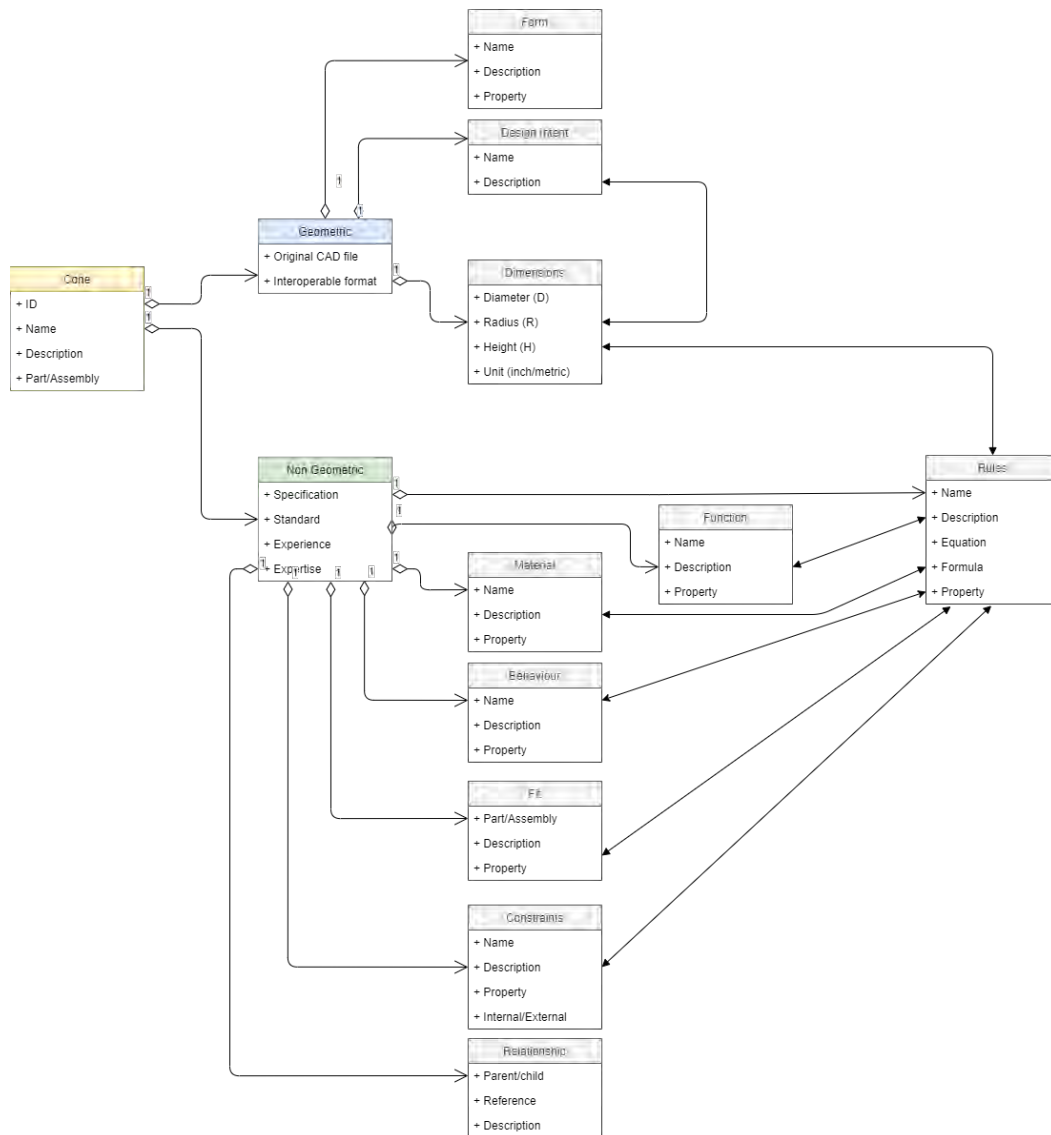 Form
+ Name
+ Description
+ Property
Design Intent
+ Name
+ Description
1
1
Geometric
+ Original CAD file
+ Interoperable format
1
Cone
+ ID
+ Name
+ Description
+ Part/Assembly
1
1
Dimensions
+ Diameter (D)
+ Radius (R)
+ Height (H)
+ Unit (inch/metric)
Non Geometric
+ Specification
+ Standard
+ Experience
+ Expertise
1
1
1
1
1
1
1
Rules
+ Name
+ Description
+ Equation
+ Formula
+ Property
Function
+ Name
+ Description
+ Property
Material
+ Name
+ Description
+ Property
Behaviour
+ Name
+ Description
+ Property
Fit
+ Part/Assembly
+ Description
+ Property
Constraints
+ Name
+ Description
+ Property
+ Internal/External
Relationship
+ Parent/child
+ Reference
+ Description